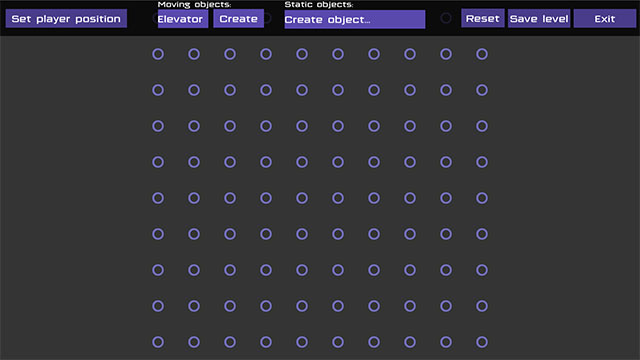 Moving objects:
Static objects:
Set player position
Elevator
Create
Create object...
Reset
Save level
Exit